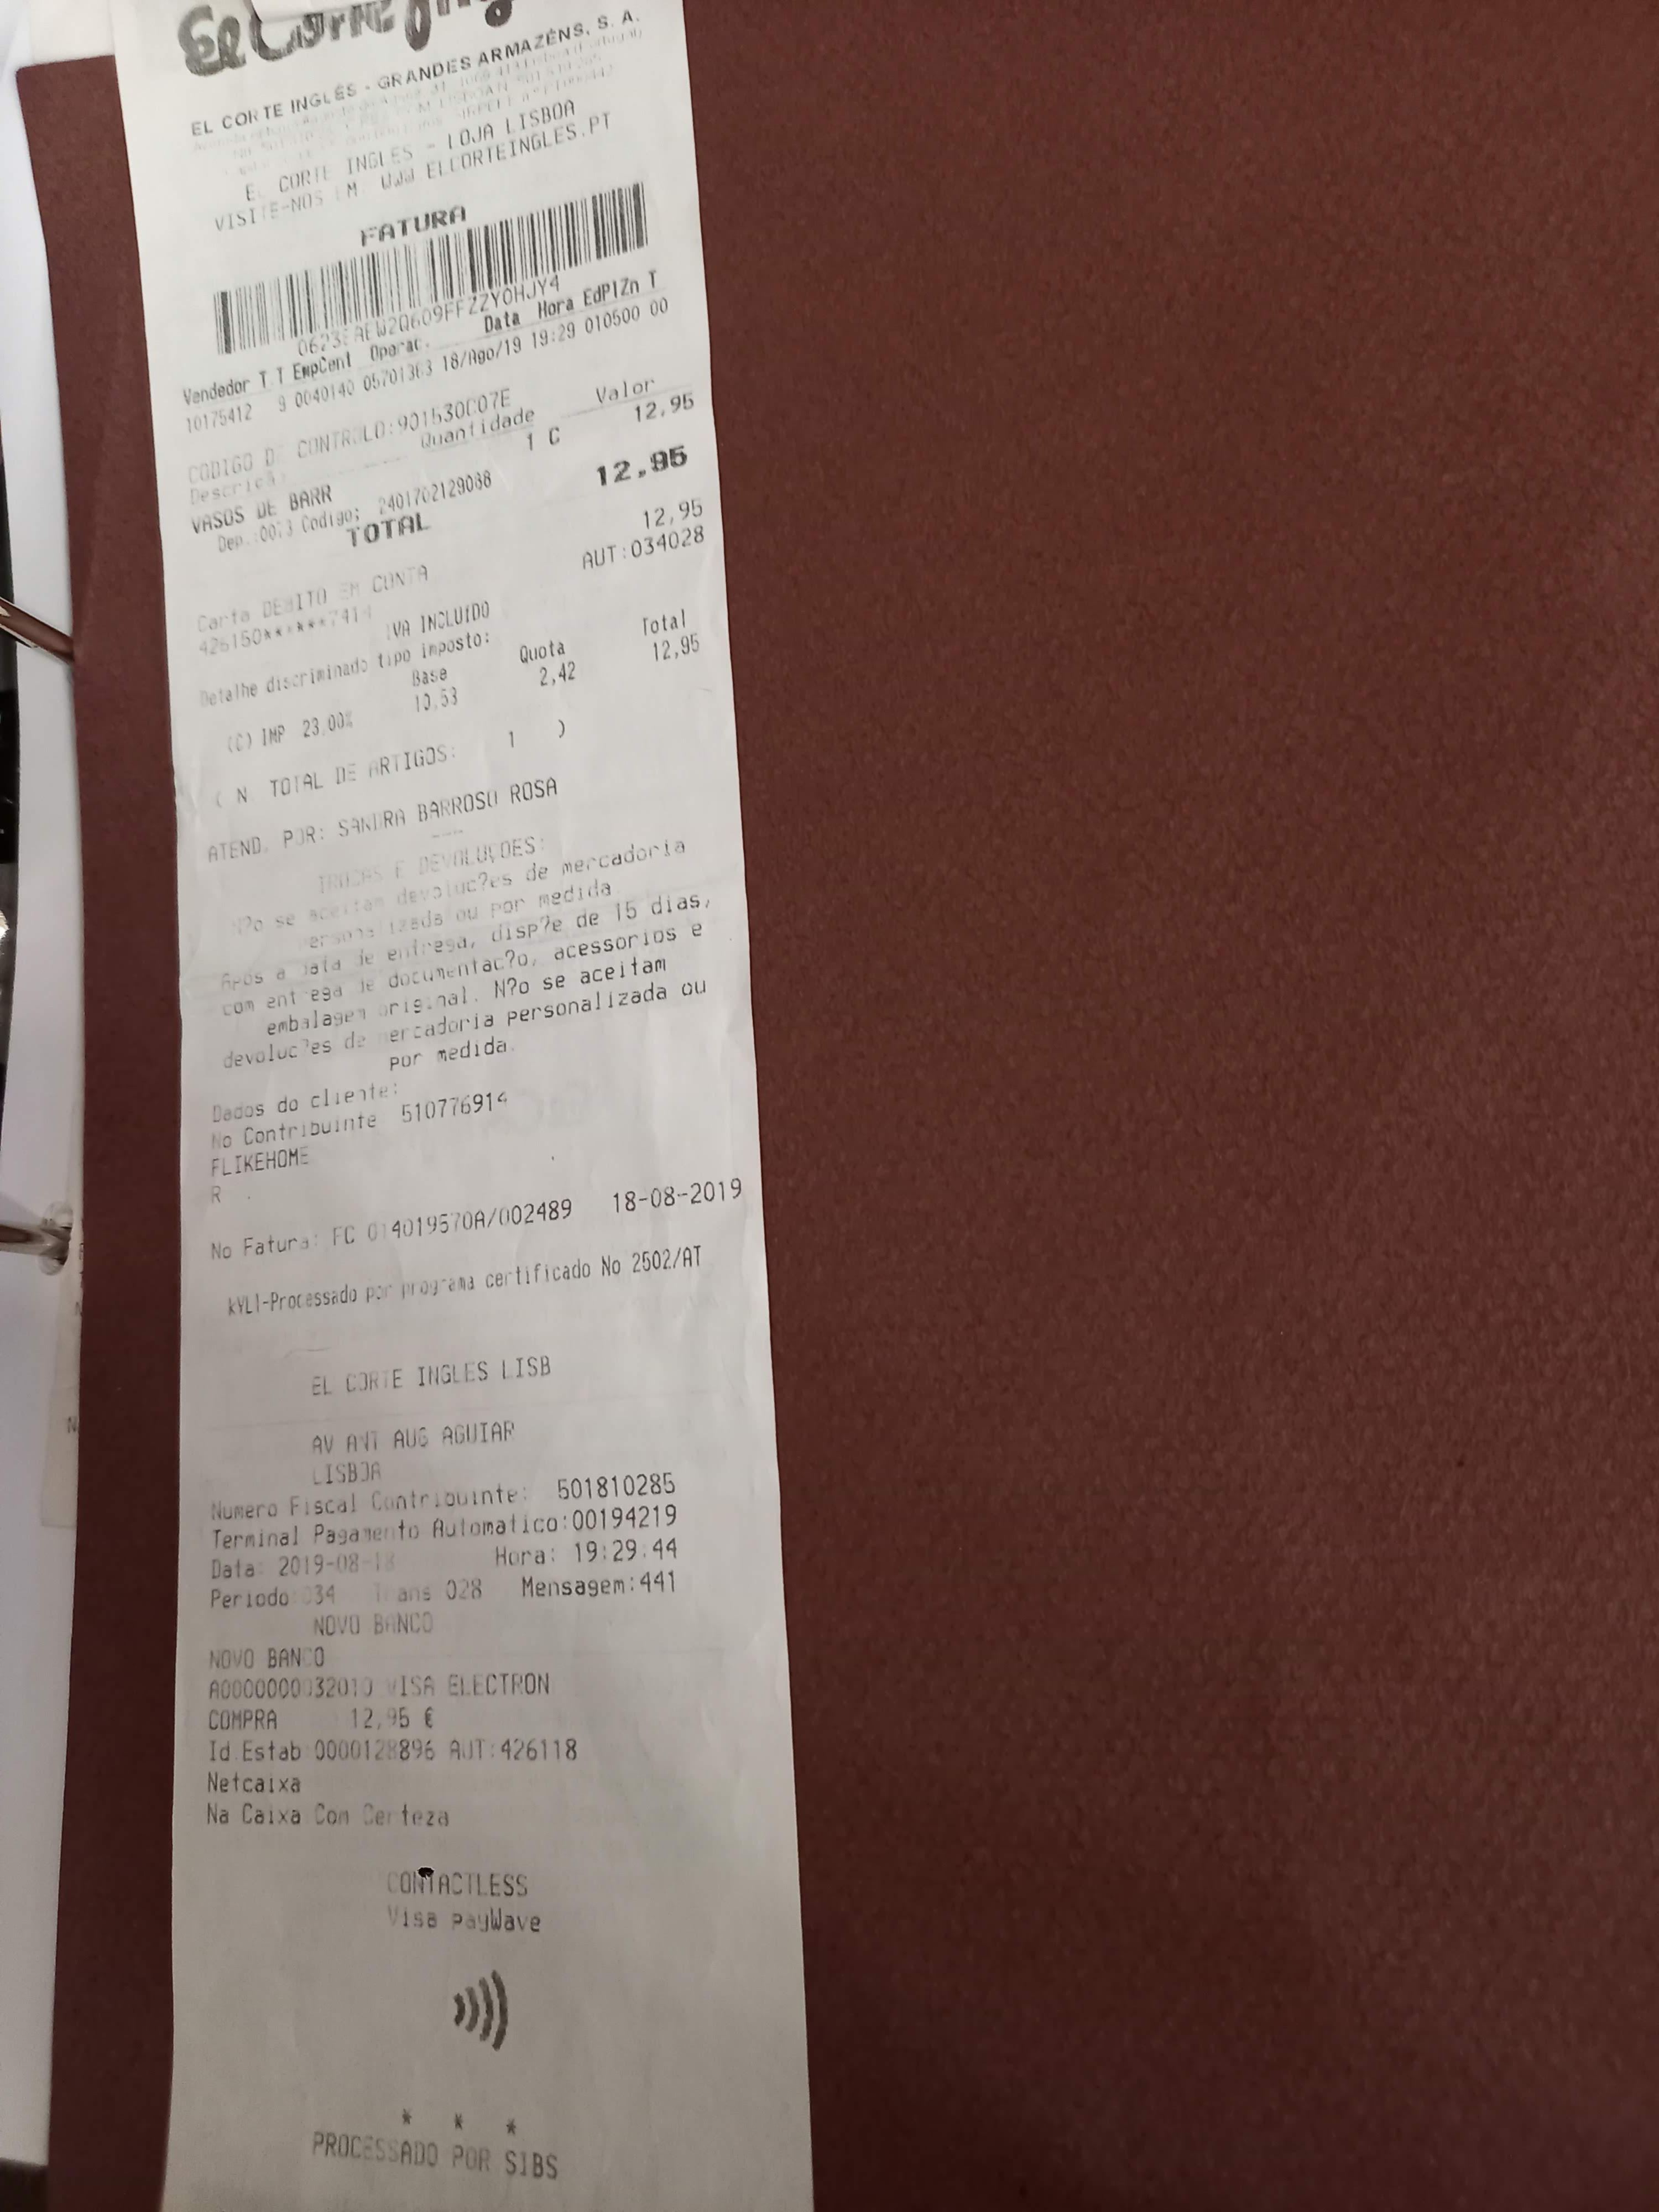 El Corte Ing
EL CORTE INGLÉS - GRANDES ARMAZÉNS, S. A.
EL CORTE INGLES - LOJA LISBOA
VISITE-NOS EM: WWW.ELCORTEINGLES.PT
FATURA
Vendedor T.T EmpCent Operac. Data Hora EdPlZn T
10175412 9 0040140 05701363 18/Ago/19 19:29 010500 00
CODIGO DE CONTROLO:901530C07E
Descrição Quantidade Valor
VASOS DE BARR 1 C 12,95
Dep.:0073 Codigo; 2401702129088
TOTAL 12,95
Carta DEBITO EM CONTA 12,95
426150******7414 AUT:034028
IVA INCLUIDO
Detalhe discriminado tipo imposto:
Base Quota Total
(C) IMP 23,00% 10,53 2,42 12,95
( N. TOTAL DE ARTIGOS: 1 )
ATEND. POR: SANDRA BARROSO ROSA
---
TROCAS E DEVOLUÇOES:
N?o se aceitam devoluc?es de mercadoria
personalizada ou por medida.
Apos a data de entrega, disp?e de 15 dias,
com entrega de documentac?o, acessorios e
embalagem original. N?o se aceitam
devoluc?es de mercadoria personalizada ou
por medida.
Dados do cliente:
No Contribuinte 510776914
FLIKEHOME
R .
No Fatura: FC 014019570A/002489 18-08-2019
kYLl-Processado por programa certificado No 2502/AT
EL CORTE INGLES LISB
AV ANT AUG AGUIAR
LISBOA
Numero Fiscal Contribuinte: 501810285
Terminal Pagamento Automatico:00194219
Data: 2019-08-18 Hora: 19:29:44
Periodo:034 Trans 028 Mensagem:441
NOVO BANCO
NOVO BANCO
A0000000032010 VISA ELECTRON
COMPRA 12,95 €
Id.Estab:0000128896 AUT:426118
Netcaixa
Na Caixa Com Certeza
CONTACTLESS
Visa payWave
* * *
PROCESSADO POR SIBS